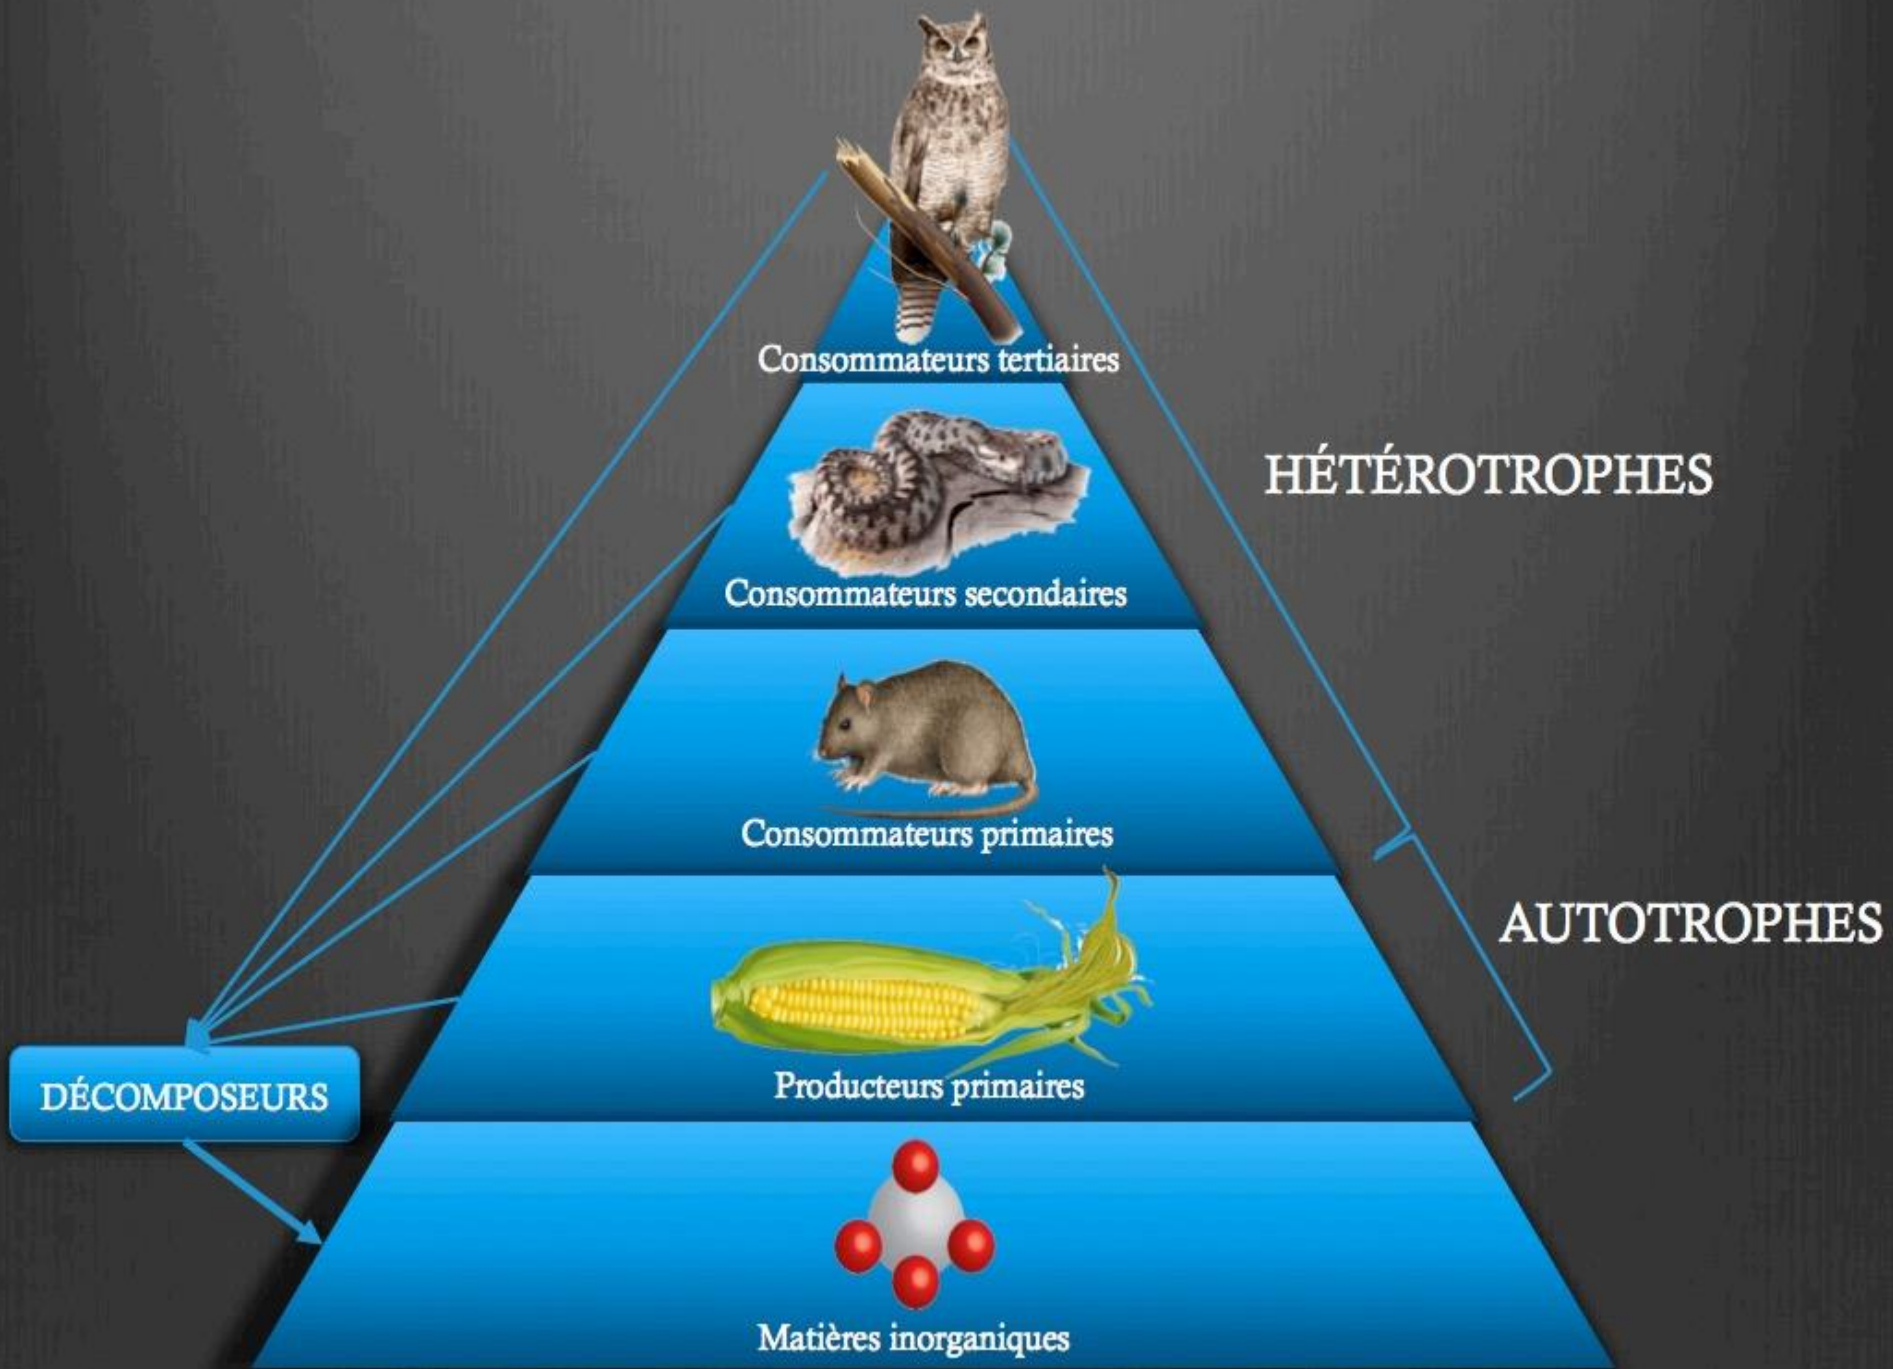 Consommateurs tertiaires
HÉTÉROTROPHES
Consommateurs secondaires
Consommateurs primaires
AUTOTROPHES
Producteurs primaires
DÉCOMPOSEURS
Matières inorganiques